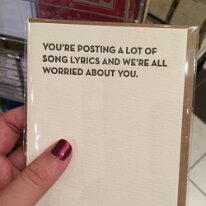 YOU'RE POSTING A LOT OF
SONG LYRICS AND WE'RE ALL
WORRIED ABOUT YOU.